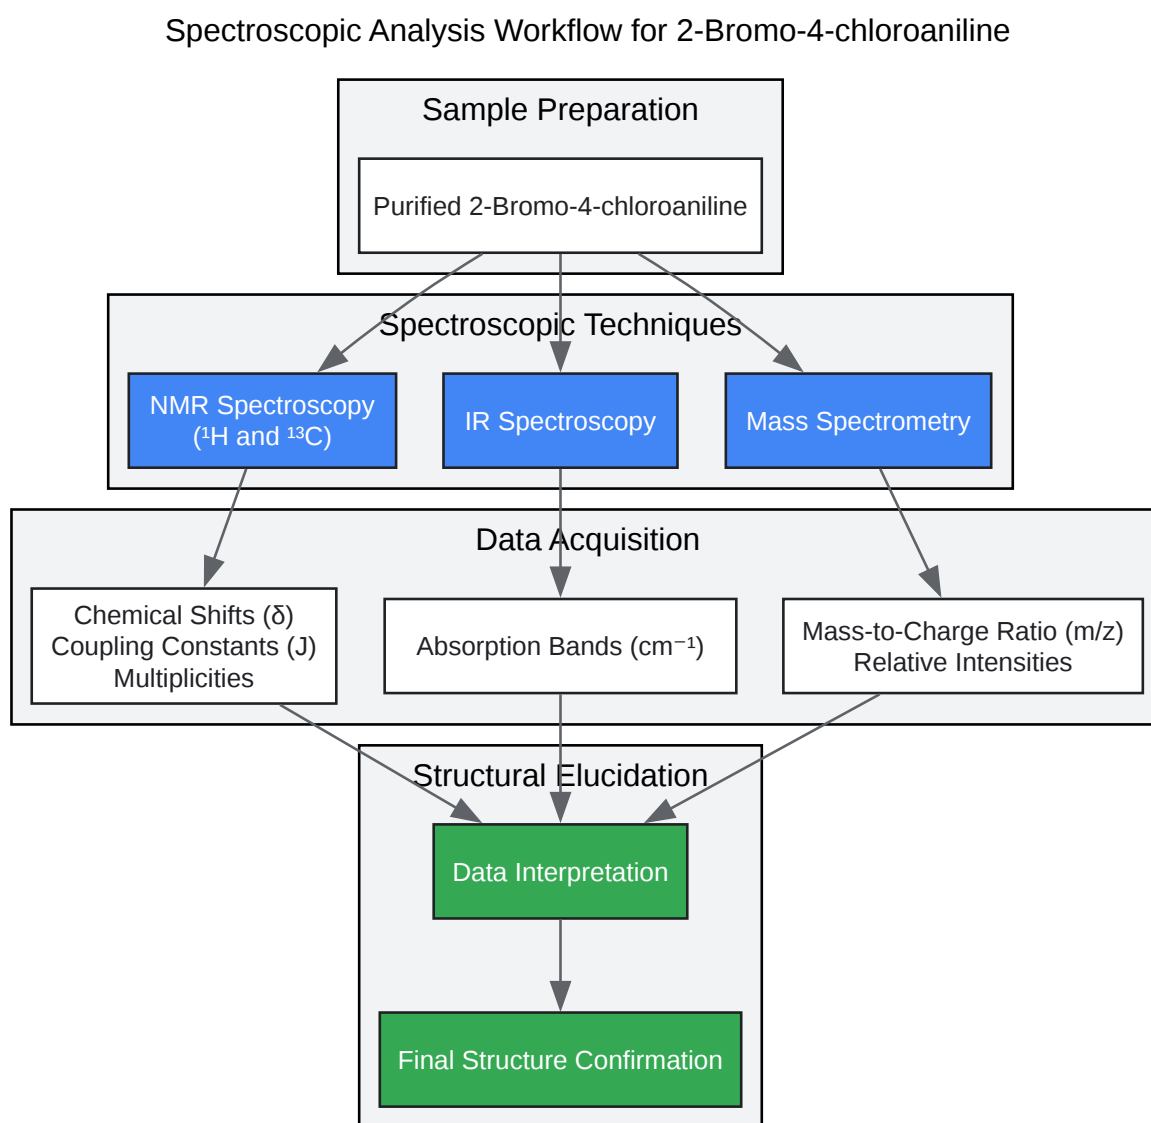 Spectroscopic Analysis Workflow for 2-Bromo-4-chloroaniline
Sample Preparation
Purified 2-Bromo-4-chloroaniline
Spectroscopic Techniques
NMR Spectroscopy
(¹H and ¹³C)
IR Spectroscopy
Mass Spectrometry
Data Acquisition
Chemical Shifts (δ)
Coupling Constants (J)
Multiplicities
Absorption Bands (cm⁻¹)
Mass-to-Charge Ratio (m/z)
Relative Intensities
Structural Elucidation
Data Interpretation
Final Structure Confirmation